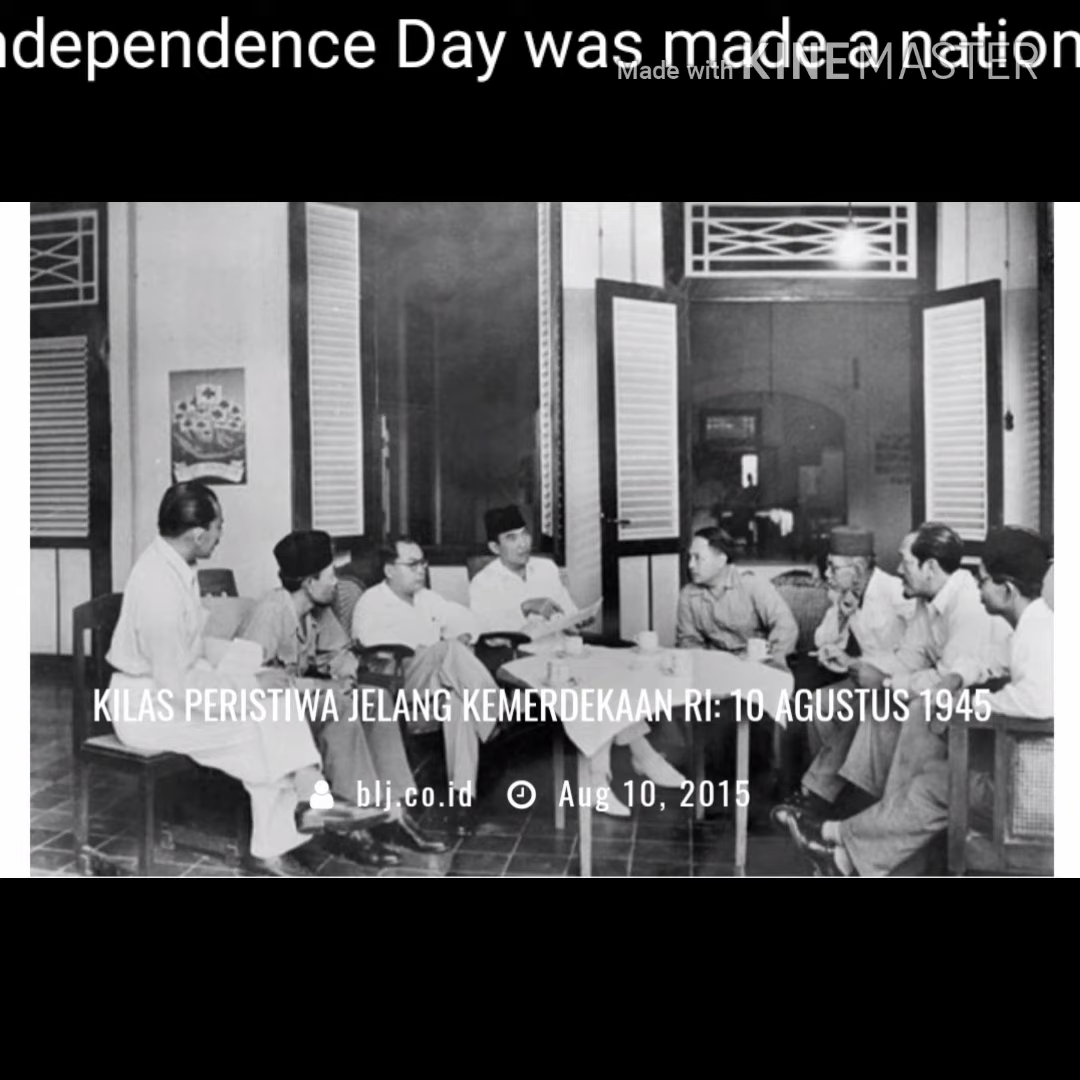 ndependence Day was made a nation
Made with KINEMASTER
KILAS PERISTIWA JELANG KEMERDEKAAN RI: 10 AGUSTUS 1945
blj.co.id Aug 10, 2015